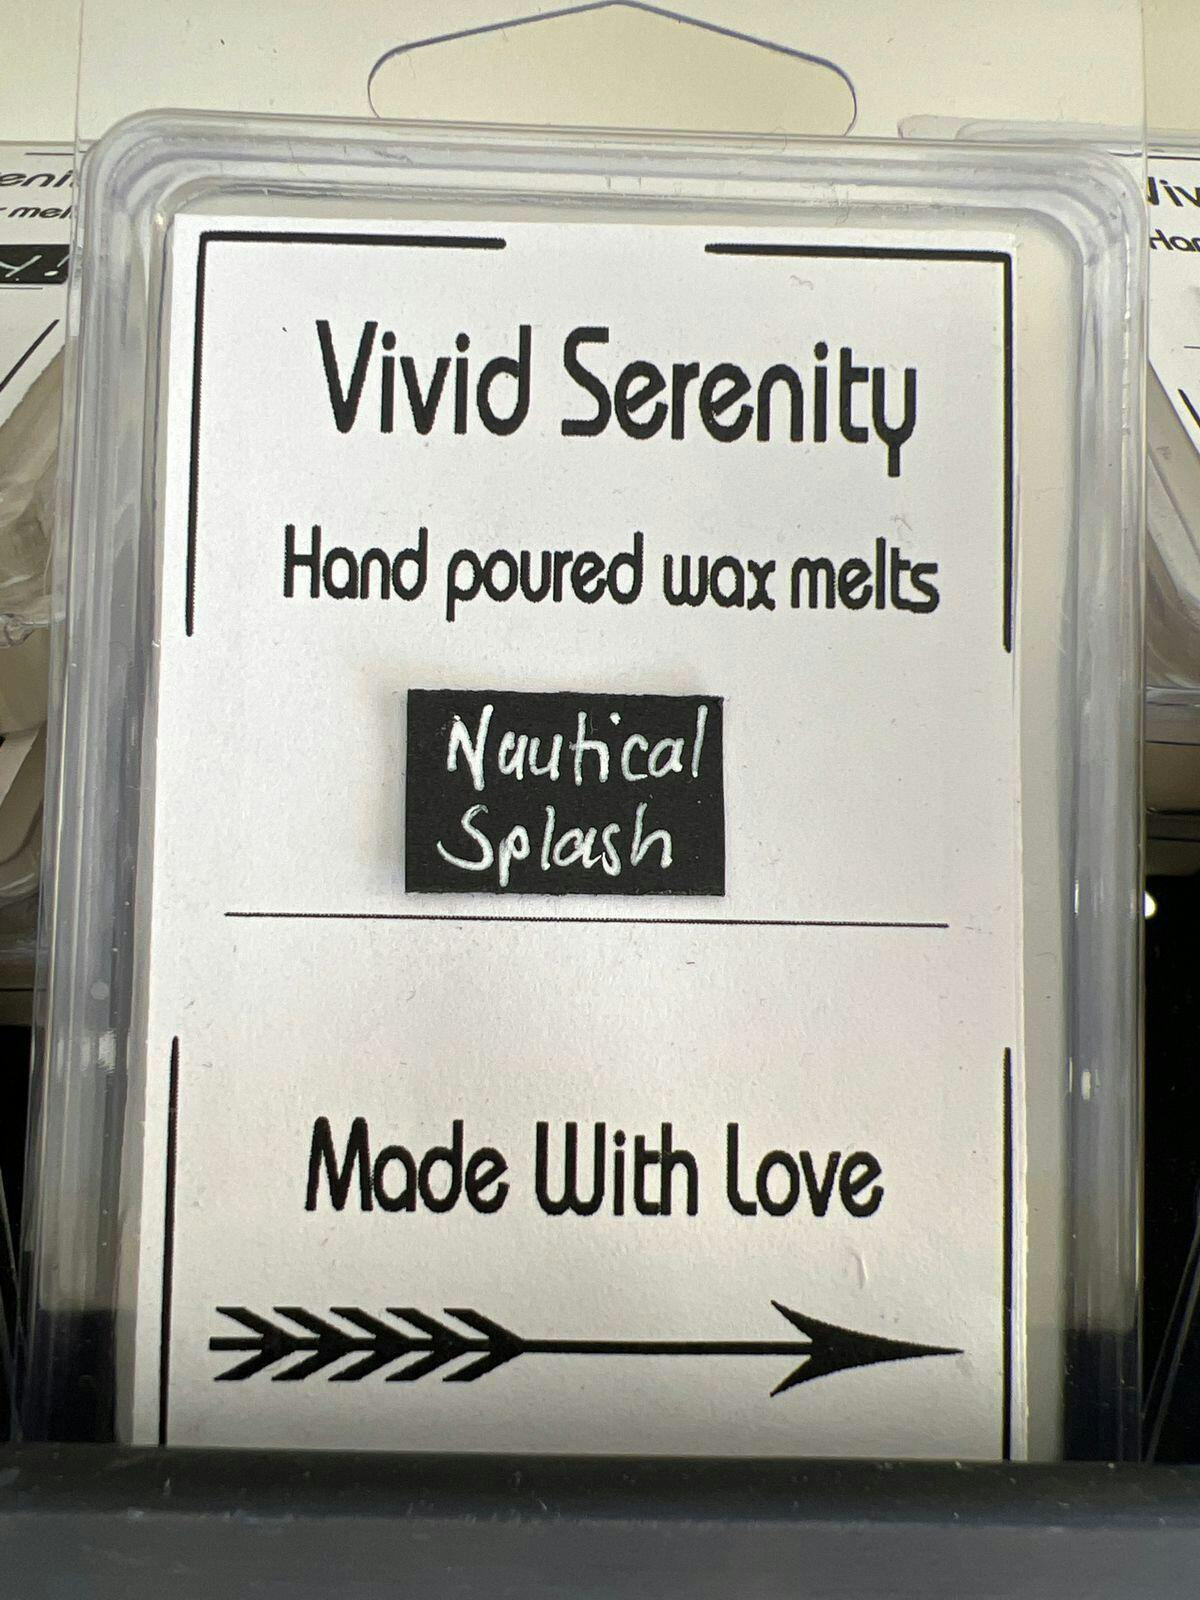 Vivid Serenity
Hand poured wax melts
Nautical
Splash
Made With Love